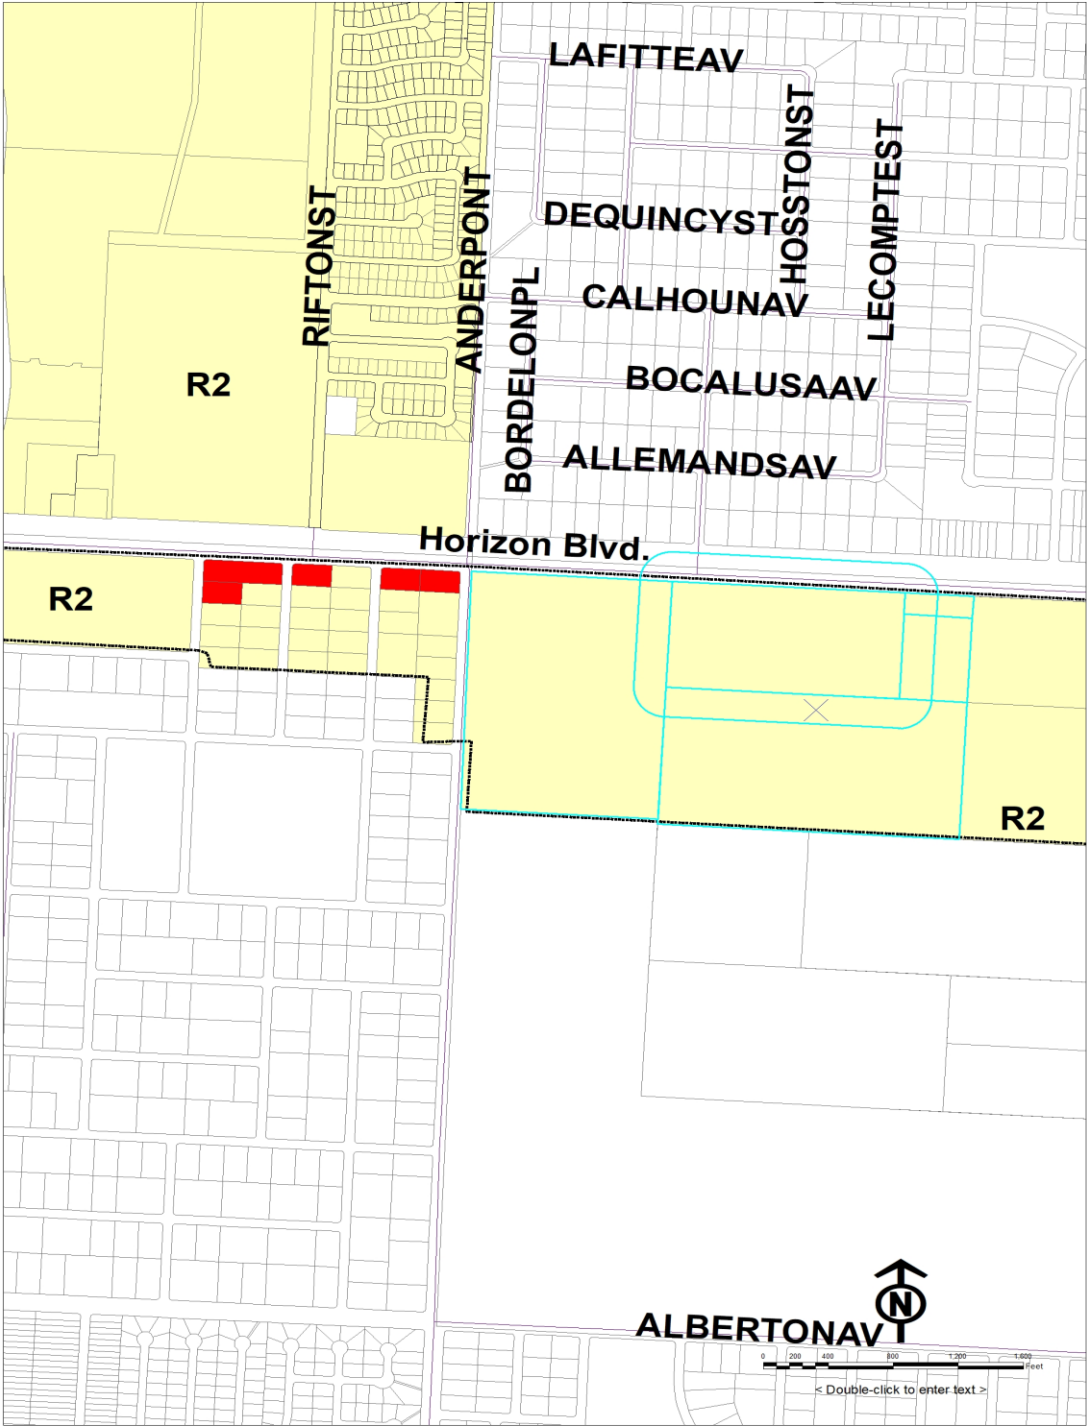 LAFITTEAV
HOSSTONST
LECOMPTEST
RIFTONST
ANDERPONT
DEQUINCYST
BORDELONPL
CALHOUNAV
R2
BOCALUSAAV
ALLEMANDSAV
Horizon Blvd.
R2
R2
N
ALBERTONAV
0 200 400 800 1,200 1,600
Feet
< Double-click to enter text >